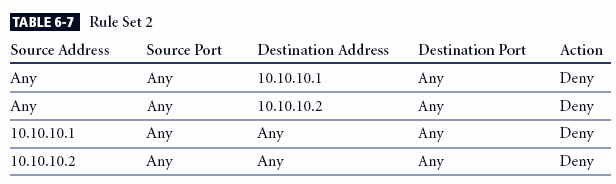 TABLE 6-7 Rule Set 2
Source Address Source Port Destination Address Destination Port Action
Any Any 10.10.10.1 Any Deny
Any Any 10.10.10.2 Any Deny
10.10.10.1 Any Any Any Deny
10.10.10.2 Any Any Any Deny